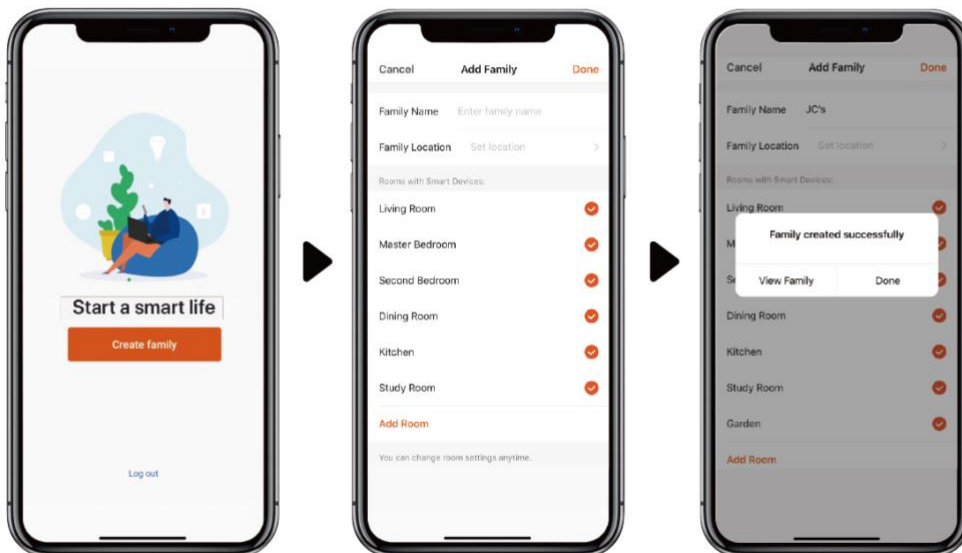 Start a smart life
Create family
Log out
Cancel Add Family Done
Family Name Enter family name
Family Location Set location
Rooms with Smart Devices:
Living Room
Master Bedroom
Second Bedroom
Dining Room
Kitchen
Study Room
Add Room
You can change room settings anytime.
Cancel Add Family Done
Family Name JC's
Family Location Set location
Rooms with Smart Devices:
Living Room
Family created successfully
View Family Done
Dining Room
Kitchen
Study Room
Garden
Add Room